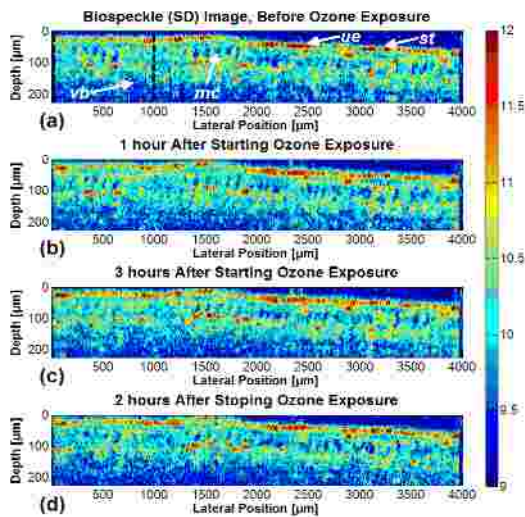 Biospeckle (SD) Image, Before Ozone Exposure
12
0
100
200
Depth [µm]
ue
st
vb
mc
(a)
500 1000 1500 2000 2500 3000 3500 4000
Lateral Position [µm]
11.5
1 hour After Starting Ozone Exposure
0
100
200
Depth [µm]
11
(b)
500 1000 1500 2000 2500 3000 3500 4000
Lateral Position [µm]
10.5
3 hours After Starting Ozone Exposure
0
100
200
Depth [µm]
10
(c)
500 1000 1500 2000 2500 3000 3500 4000
Lateral Position [µm]
2 hours After Stoping Ozone Exposure
9.5
0
100
200
Depth [µm]
9
(d)
500 1000 1500 2000 2500 3000 3500 4000
Lateral Position [µm]